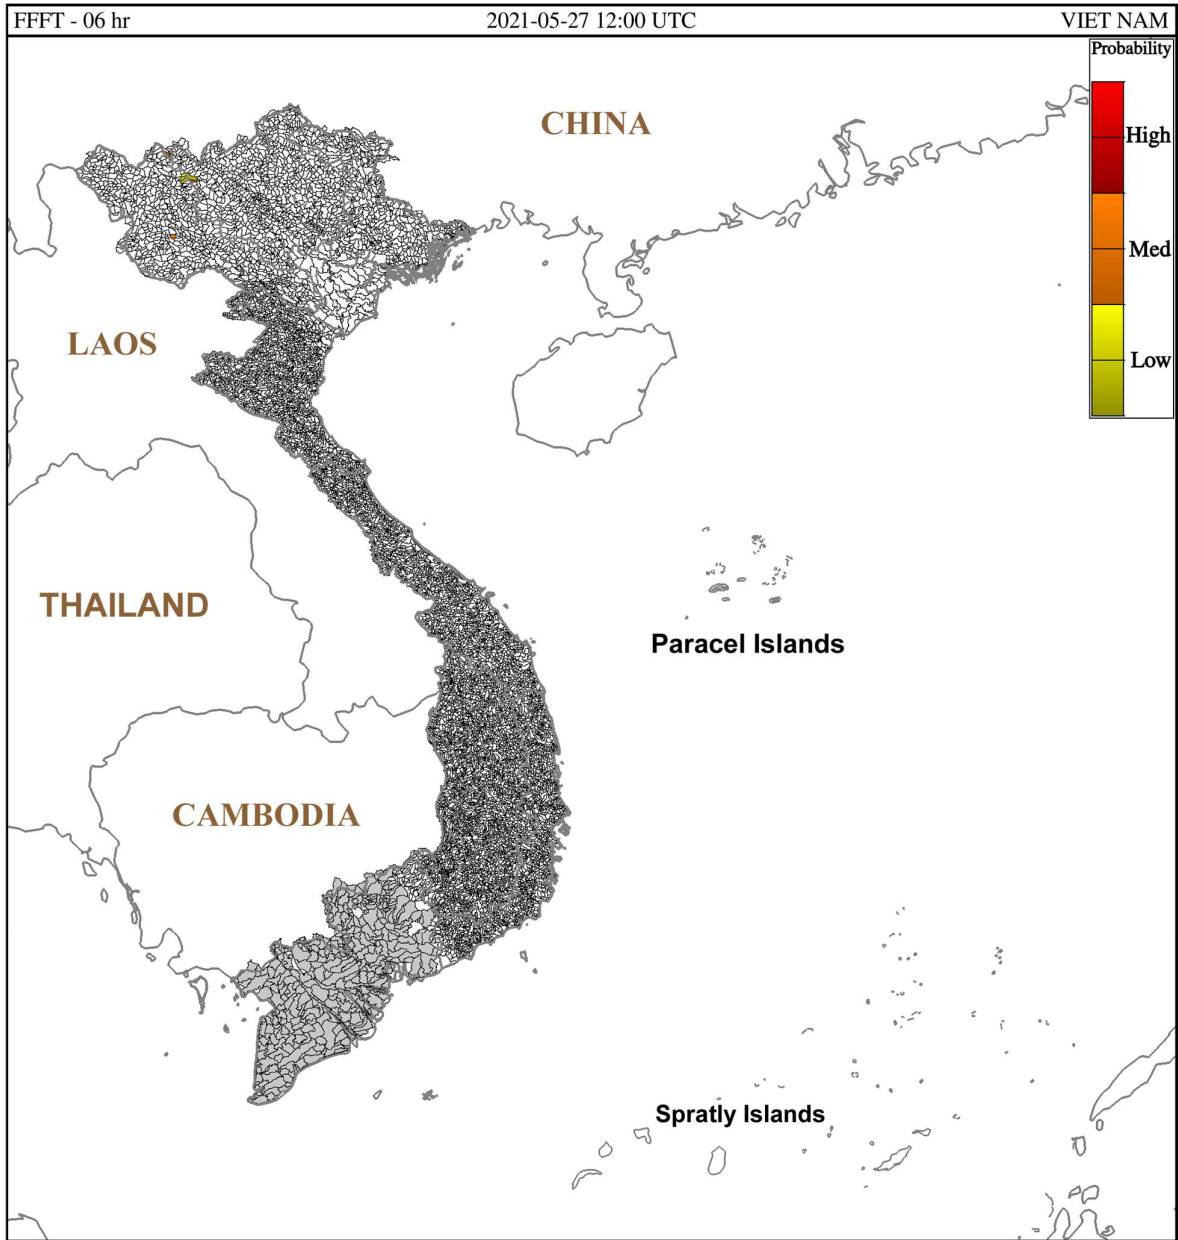 FFFT - 06 hr
2021-05-27 12:00 UTC
VIET NAM
Probability
High
Med
Low
CHINA
LAOS
THAILAND
Paracel Islands
CAMBODIA
Spratly Islands